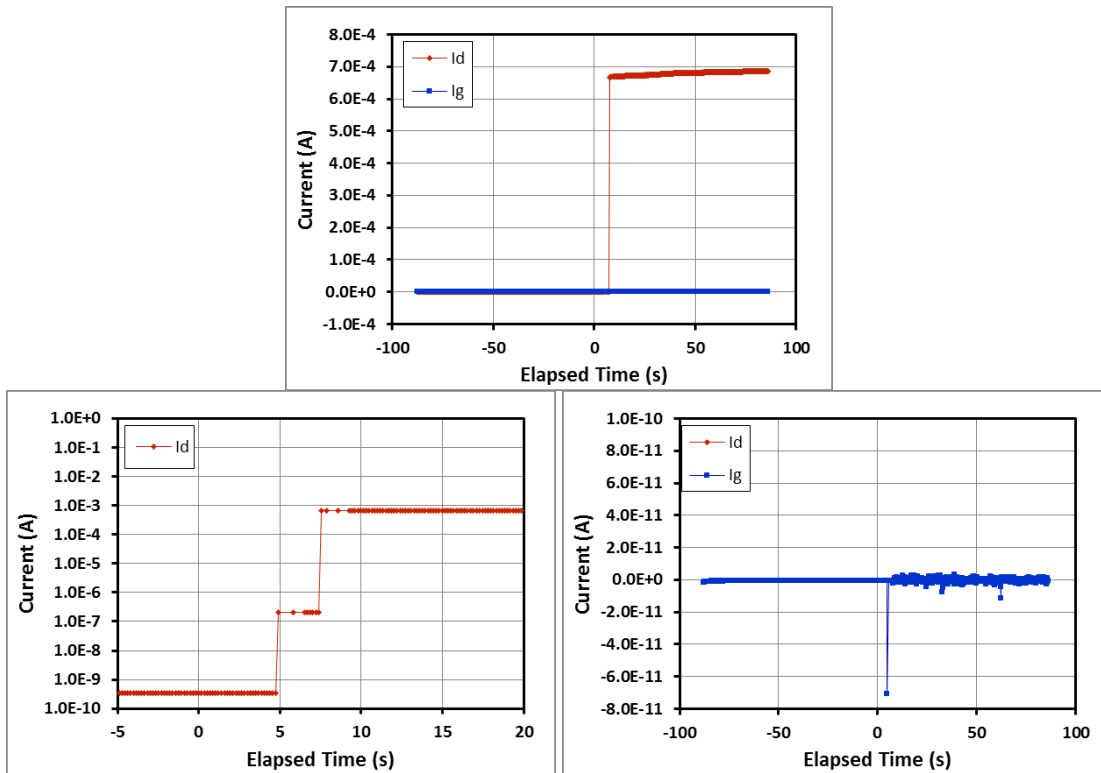 8.0E-4
7.0E-4
6.0E-4
5.0E-4
4.0E-4
3.0E-4
2.0E-4
1.0E-4
0.0E+0
-1.0E-4
Current (A)
Id
Ig
-100 -50 0 50 100
Elapsed Time (s)
1.0E+0
1.0E-1
1.0E-2
1.0E-3
1.0E-4
1.0E-5
1.0E-6
1.0E-7
1.0E-8
1.0E-9
1.0E-10
Current (A)
Id
-5 0 5 10 15 20
Elapsed Time (s)
1.0E-10
8.0E-11
6.0E-11
4.0E-11
2.0E-11
0.0E+0
-2.0E-11
-4.0E-11
-6.0E-11
-8.0E-11
Current (A)
Id
Ig
-100 -50 0 50 100
Elapsed Time (s)